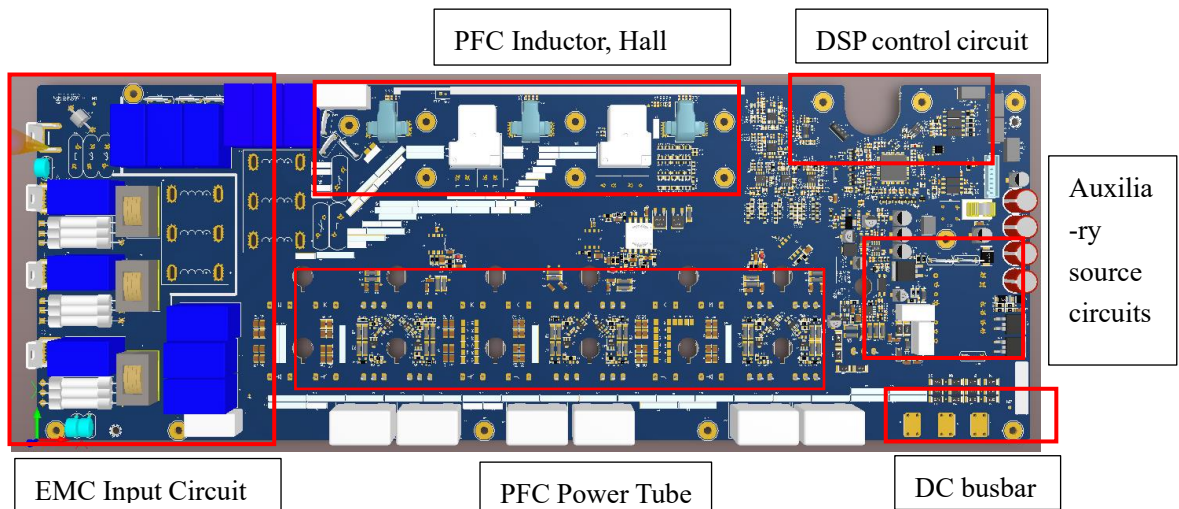 PFC Inductor, Hall
DSP control circuit
Auxilia
-ry
source
circuits
EMC Input Circuit
PFC Power Tube
DC busbar